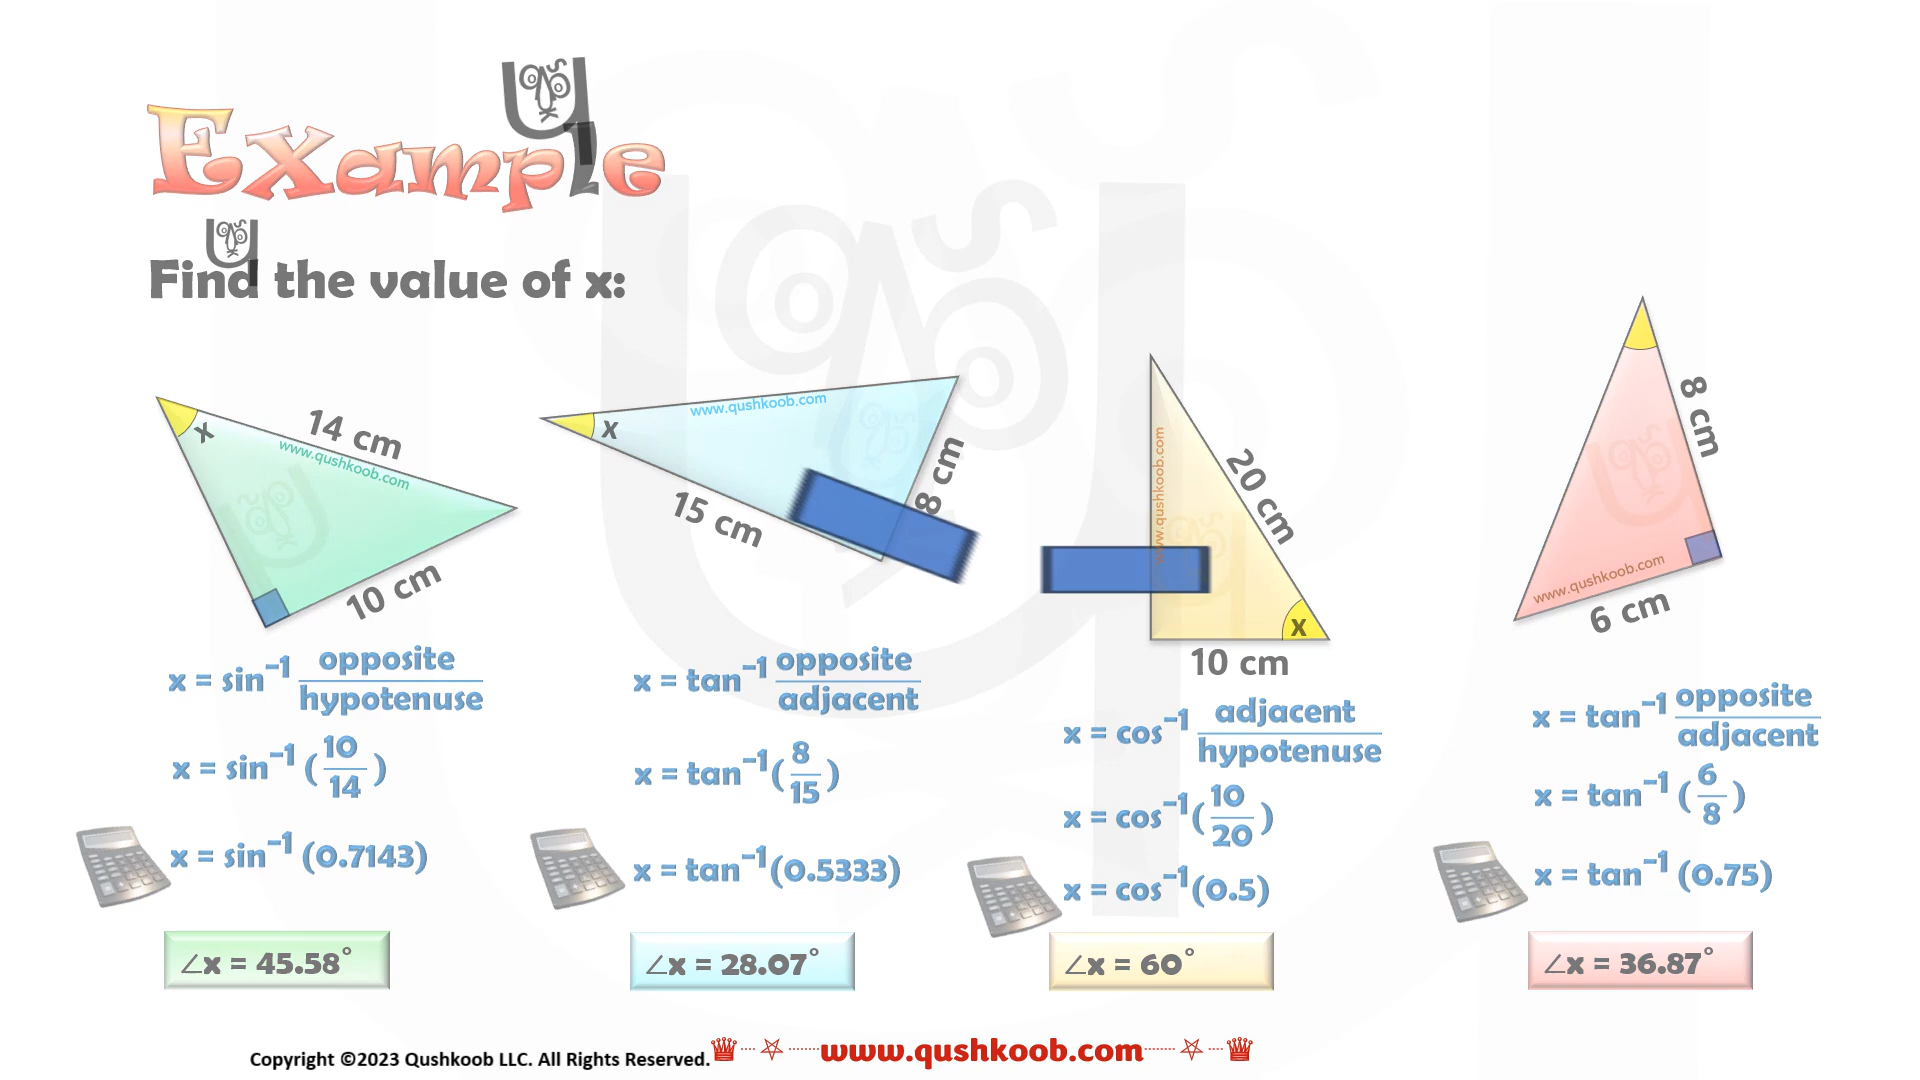 Example
Find the value of x:
x
14 cm
www.qushkoob.com
10 cm
x = sin⁻¹ opposite/hypotenuse
x = sin⁻¹ (10/14)
x = sin⁻¹ (0.7143)
∠x = 45.58°
x
www.qushkoob.com
15 cm
8 cm
x = tan⁻¹ opposite/adjacent
x = tan⁻¹(8/15)
x = tan⁻¹(0.5333)
∠x = 28.07°
www.qushkoob.com
20 cm
x
10 cm
x = cos⁻¹ adjacent/hypotenuse
x = cos⁻¹(10/20)
x = cos⁻¹(0.5)
∠x = 60°
8 cm
www.qushkoob.com
6 cm
x = tan⁻¹ opposite/adjacent
x = tan⁻¹ (6/8)
x = tan⁻¹ (0.75)
∠x = 36.87°
Copyright ©2023 Qushkoob LLC. All Rights Reserved.
www.qushkoob.com